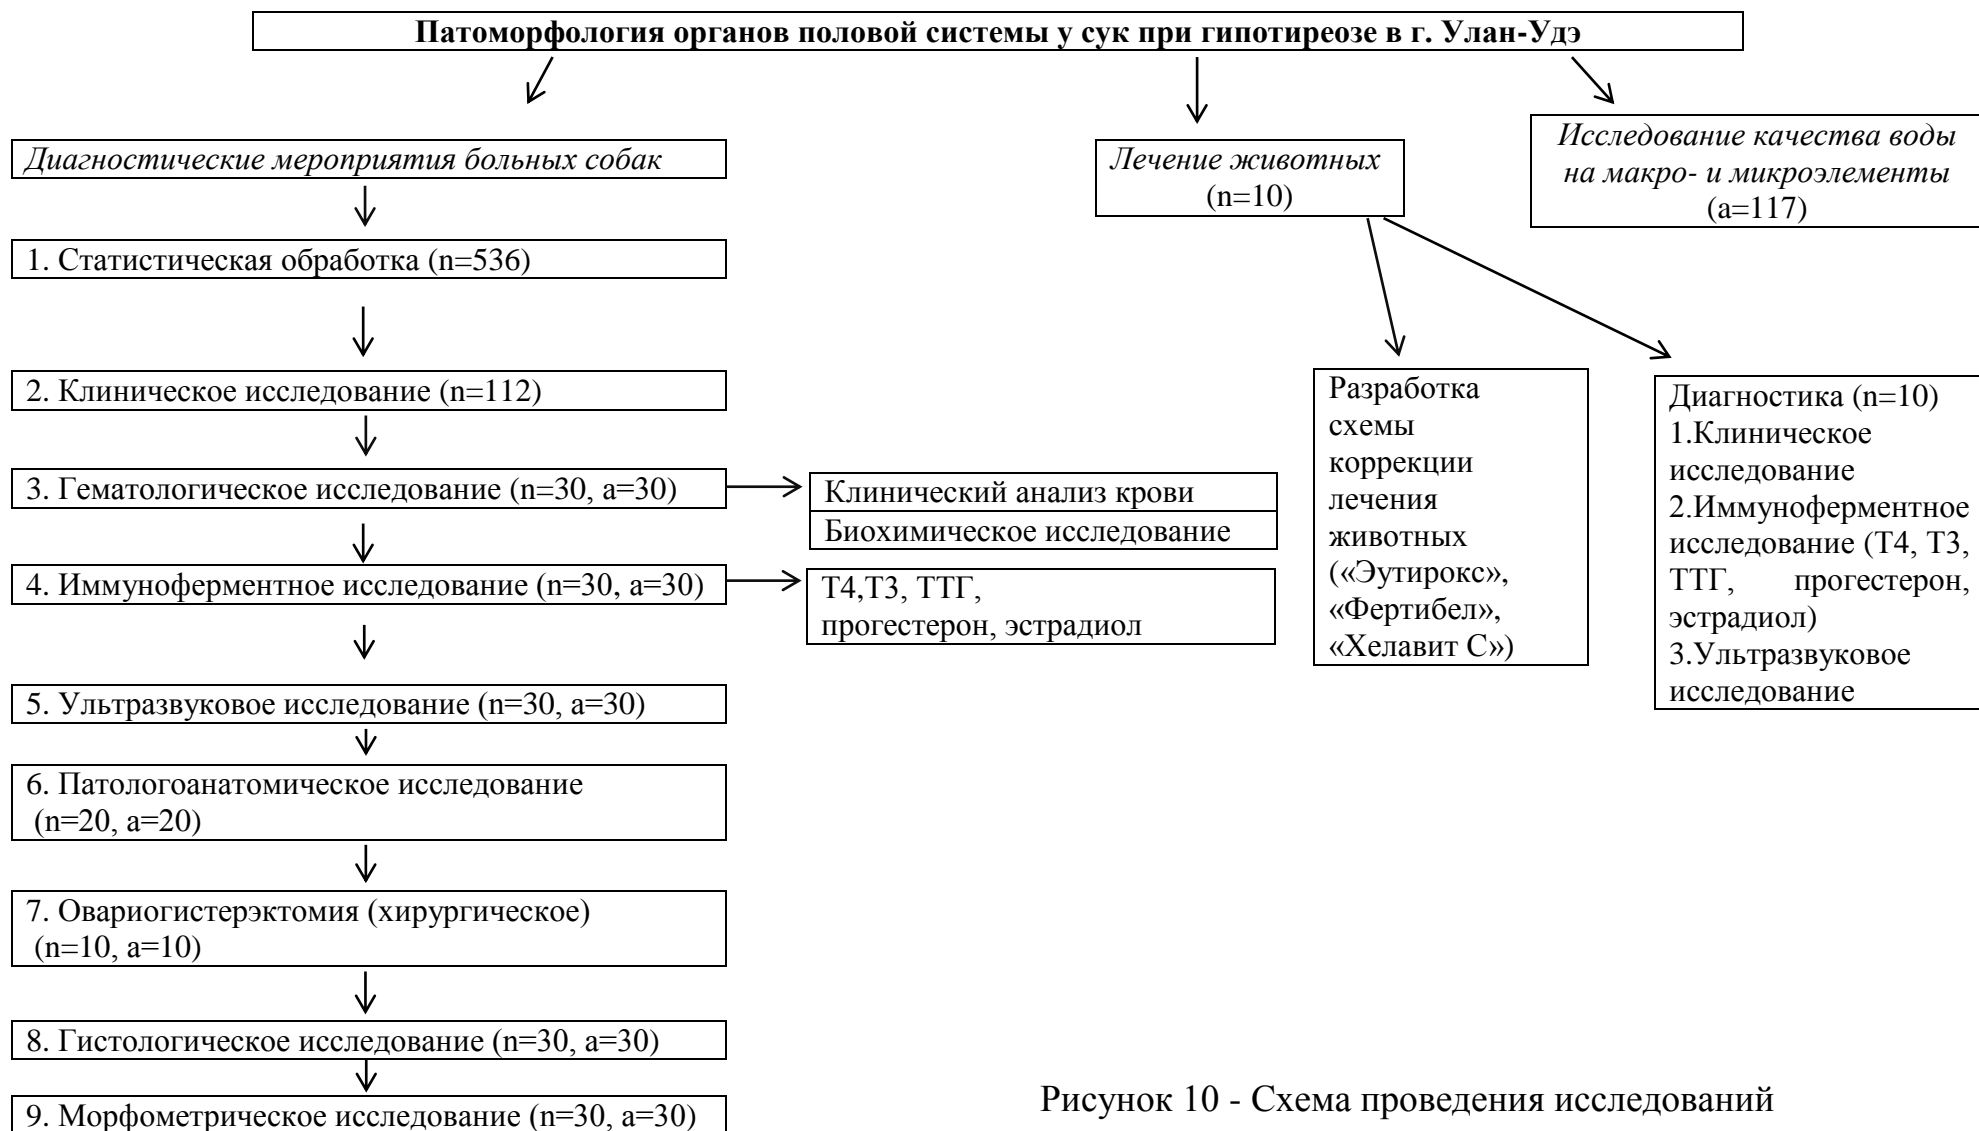 Патоморфология органов половой системы у сук при гипотиреозе в г. Улан-Удэ
Диагностические мероприятия больных собак
1. Статистическая обработка (n=536)
2. Клиническое исследование (n=112)
3. Гематологическое исследование (n=30, a=30)
Клинический анализ крови
Биохимическое исследование
4. Иммуноферментное исследование (n=30, a=30)
Т4,Т3, ТТГ,
прогестерон, эстрадиол
5. Ультразвуковое исследование (n=30, a=30)
6. Патологоанатомическое исследование
(n=20, a=20)
7. Овариогистерэктомия (хирургическое)
(n=10, a=10)
8. Гистологическое исследование (n=30, a=30)
9. Морфометрическое исследование (n=30, a=30)
Лечение животных
(n=10)
Разработка
схемы
коррекции
лечения
животных
(«Эутирокс»,
«Фертибел»,
«Хелавит С»)
Диагностика (n=10)
1.Клиническое
исследование
2.Иммуноферментное
исследование (Т4, Т3,
ТТГ, прогестерон,
эстрадиол)
3.Ультразвуковое
исследование
Исследование качества воды
на макро- и микроэлементы
(а=117)
Рисунок 10 - Схема проведения исследований